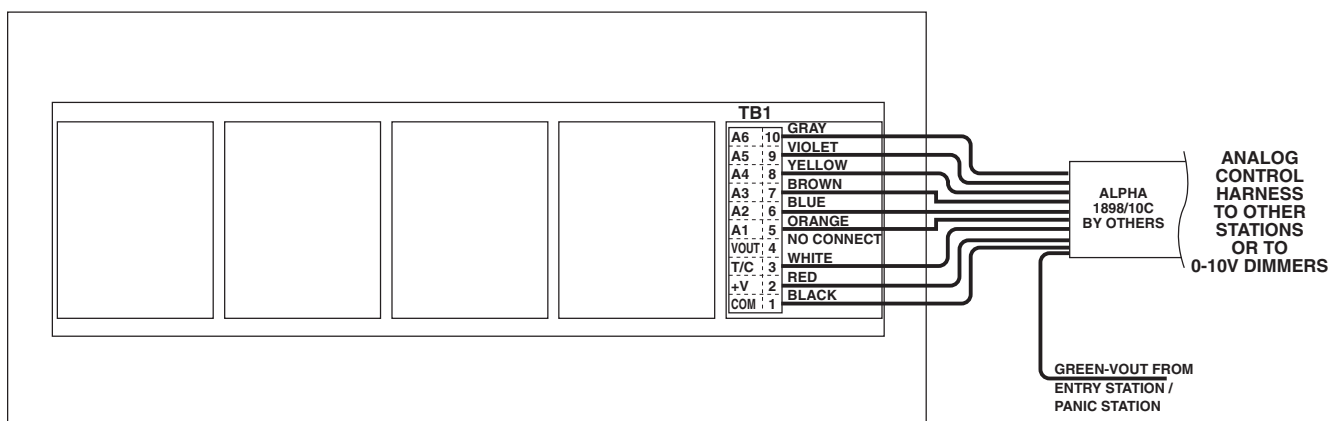 TB1
A6 10 GRAY
A5 9 VIOLET
A4 8 YELLOW
A3 7 BROWN
A2 6 BLUE
A1 5 ORANGE
VOUT 4 NO CONNECT
T/C 3 WHITE
+V 2 RED
COM 1 BLACK
ALPHA
1898/10C
BY OTHERS
ANALOG
CONTROL
HARNESS
TO OTHER
STATIONS
OR TO
0-10V DIMMERS
GREEN-VOUT FROM
ENTRY STATION /
PANIC STATION